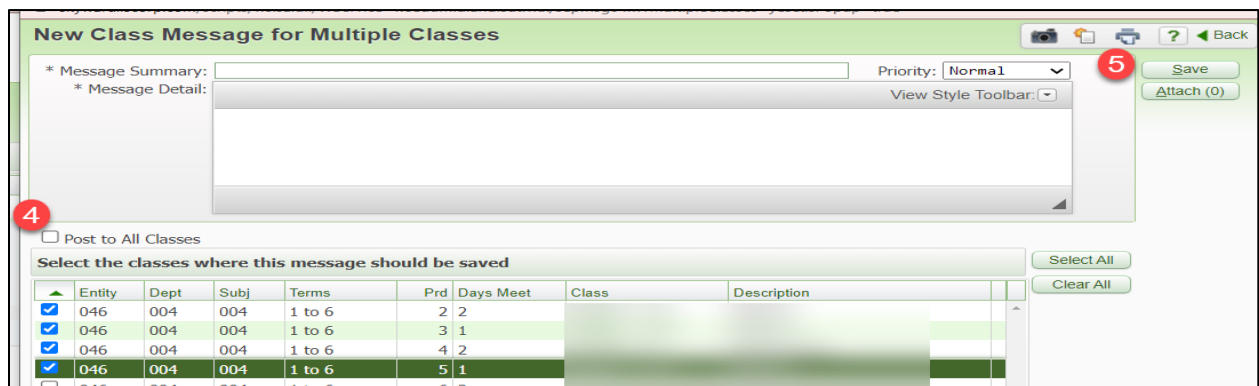 New Class Message for Multiple Classes
? Back
* Message Summary:
Priority: Normal
5
Save
* Message Detail:
View Style Toolbar:
Attach (0)
4
Post to All Classes
Select the classes where this message should be saved
Select All
Clear All
Entity Dept Subj Terms Prd Days Meet Class Description
046 004 004 1 to 6 2 2
046 004 004 1 to 6 3 1
046 004 004 1 to 6 4 2
046 004 004 1 to 6 5 1